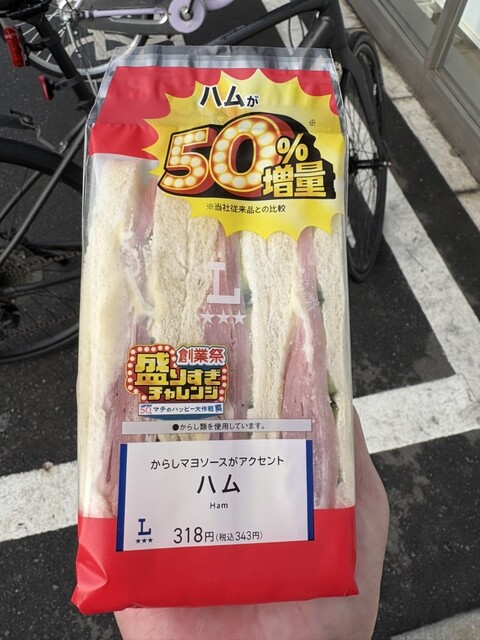 ハムが
50%
増量
※
※当社従来品との比較
L
★★★
創業祭
盛りすぎ
チャレンジ
50 マチのハッピー大作戦
●からし類を使用しています。
からしマヨソースがアクセント
ハム
Ham
L
★★★
318円(税込343円)